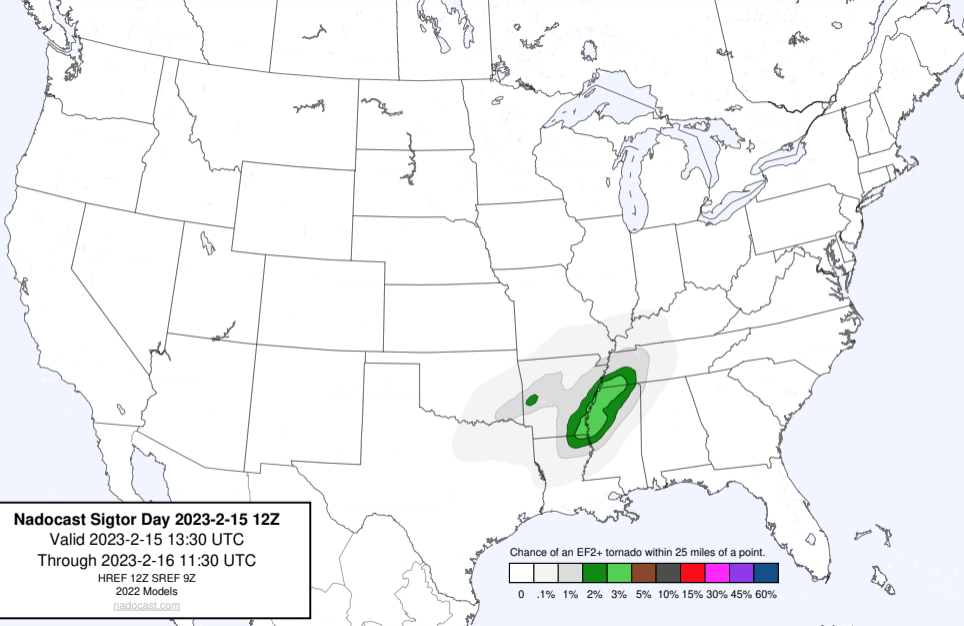 Nadocast Sigtor Day 2023-2-15 12Z
Valid 2023-2-15 13:30 UTC
Through 2023-2-16 11:30 UTC
HREF 12Z SREF 9Z
2022 Models
nadocast.com
Chance of an EF2+ tornado within 25 miles of a point.
0 .1% 1% 2% 3% 5% 10% 15% 30% 45% 60%